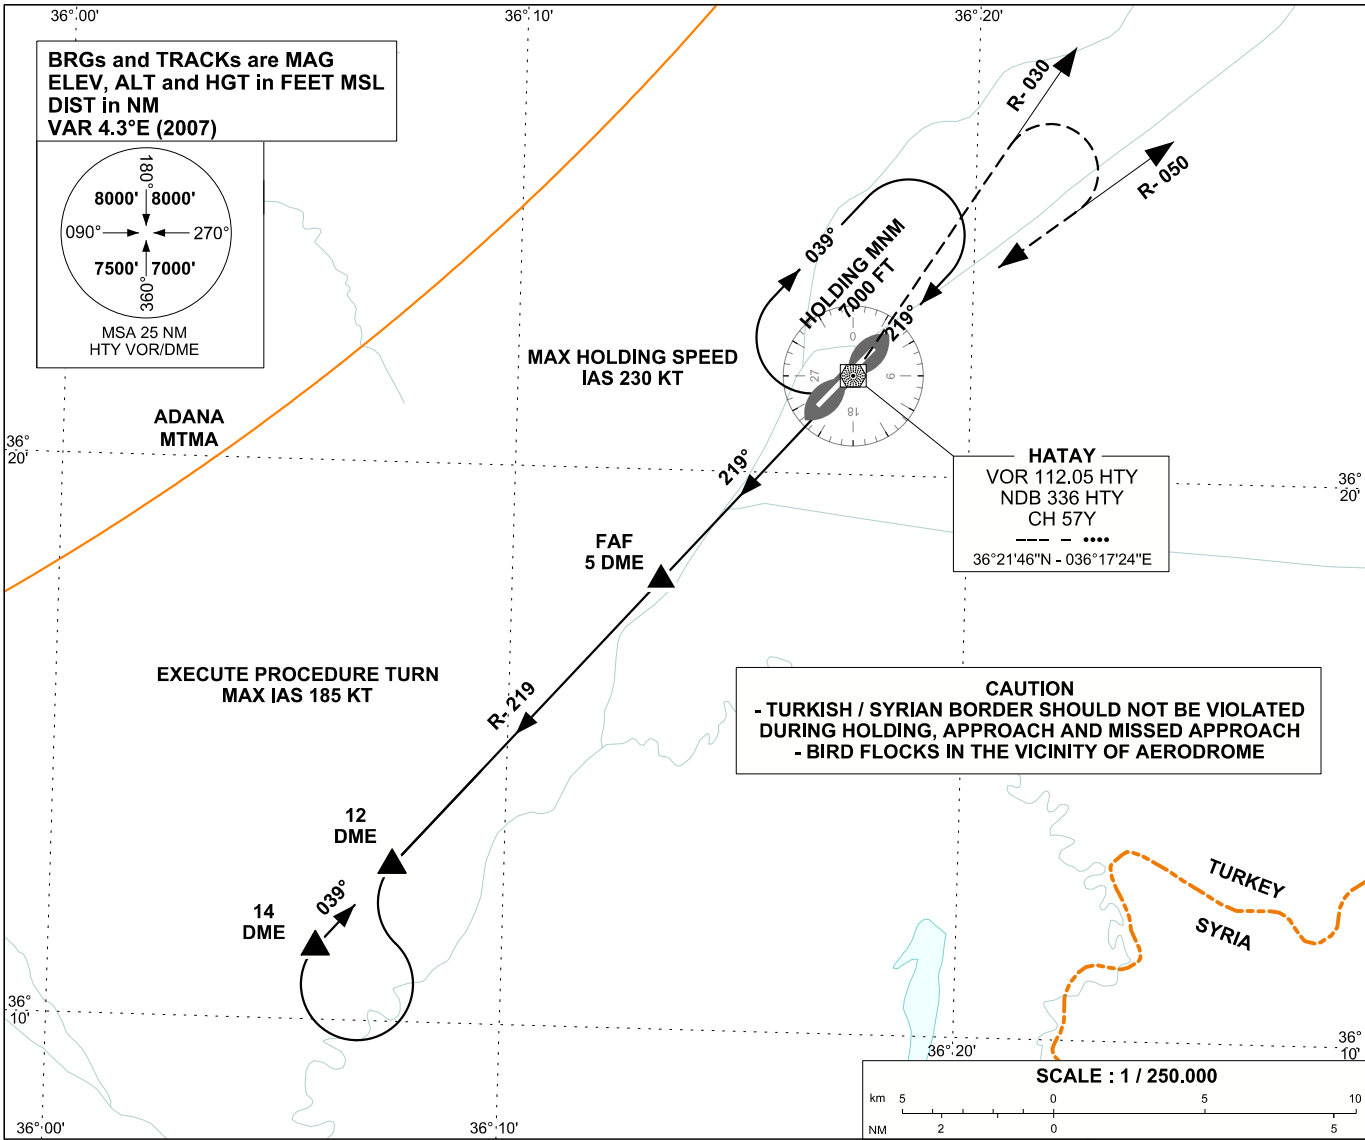 36°00'
36°10'
36°20'
BRGs and TRACKs are MAG
ELEV, ALT and HGT in FEET MSL
DIST in NM
VAR 4.3°E (2007)
180°
8000' 8000'
090° 270°
7500' 7000'
360°
MSA 25 NM
HTY VOR/DME
R- 030
R- 050
039°
HOLDING MNM
7000 FT
219°
0
9
18
27
MAX HOLDING SPEED
IAS 230 KT
ADANA
MTMA
36°
20'
219°
HATAY
VOR 112.05 HTY
NDB 336 HTY
CH 57Y
36°21'46"N - 036°17'24"E
36°
20'
FAF
5 DME
EXECUTE PROCEDURE TURN
MAX IAS 185 KT
R- 219
CAUTION
- TURKISH / SYRIAN BORDER SHOULD NOT BE VIOLATED
DURING HOLDING, APPROACH AND MISSED APPROACH
- BIRD FLOCKS IN THE VICINITY OF AERODROME
12
DME
14
DME
039°
TURKEY
SYRIA
36°
10'
36°
10'
36°20'
SCALE : 1 / 250.000
km 5 0 5 10
NM 2 0 5
36°00'
36°10'